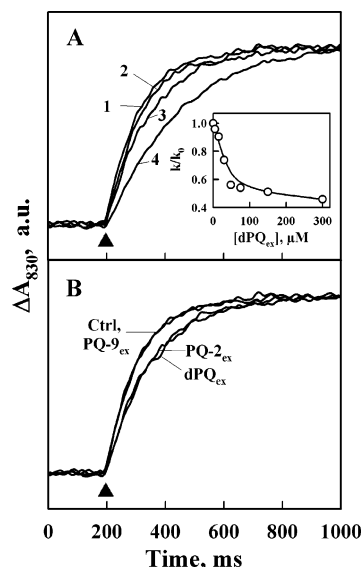 A
2
1
3
4
1.0
0.8
0.6
0.4
k/k₀
0 100 200 300
[dPQex], μM
ΔA830, a.u.
B
Ctrl,
PQ-9ex
PQ-2ex
dPQex
0 200 400 600 800 1000
Time, ms